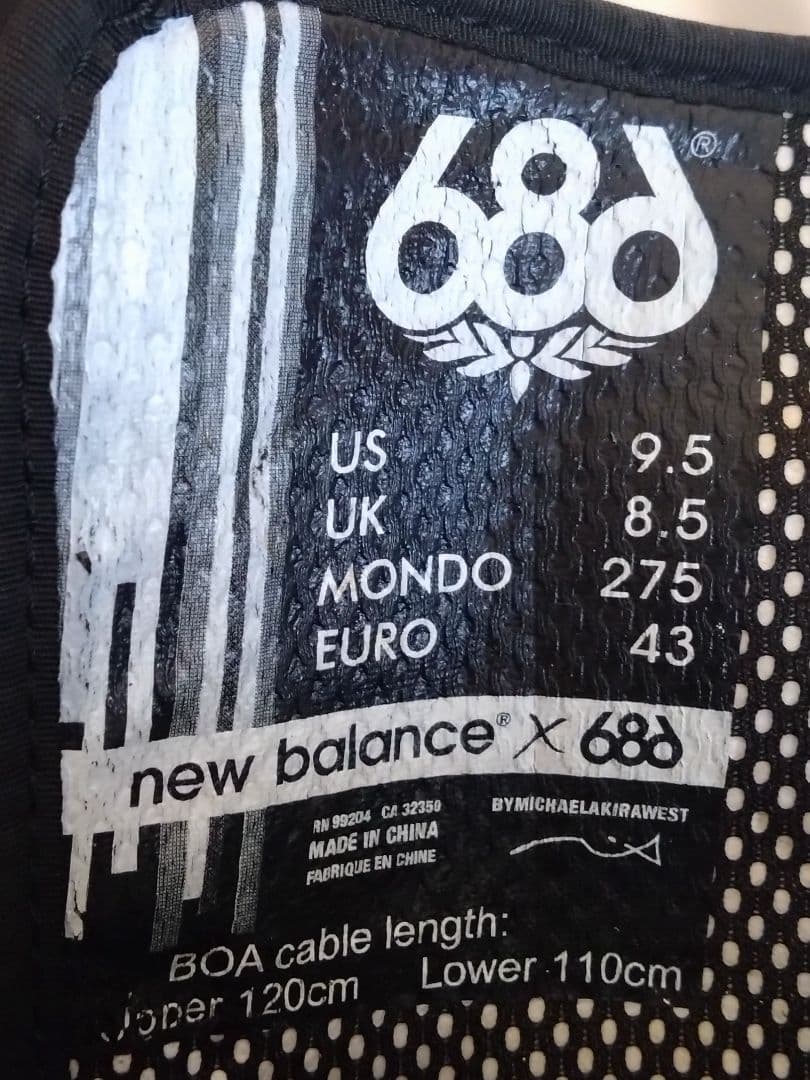 686®
US 9.5
UK 8.5
MONDO 275
EURO 43
new balance® X 686
RN 99204 CA 32350
MADE IN CHINA
FABRIQUE EN CHINE
BYMICHAELAKIRAWEST
BOA cable length:
Upper 120cm Lower 110cm